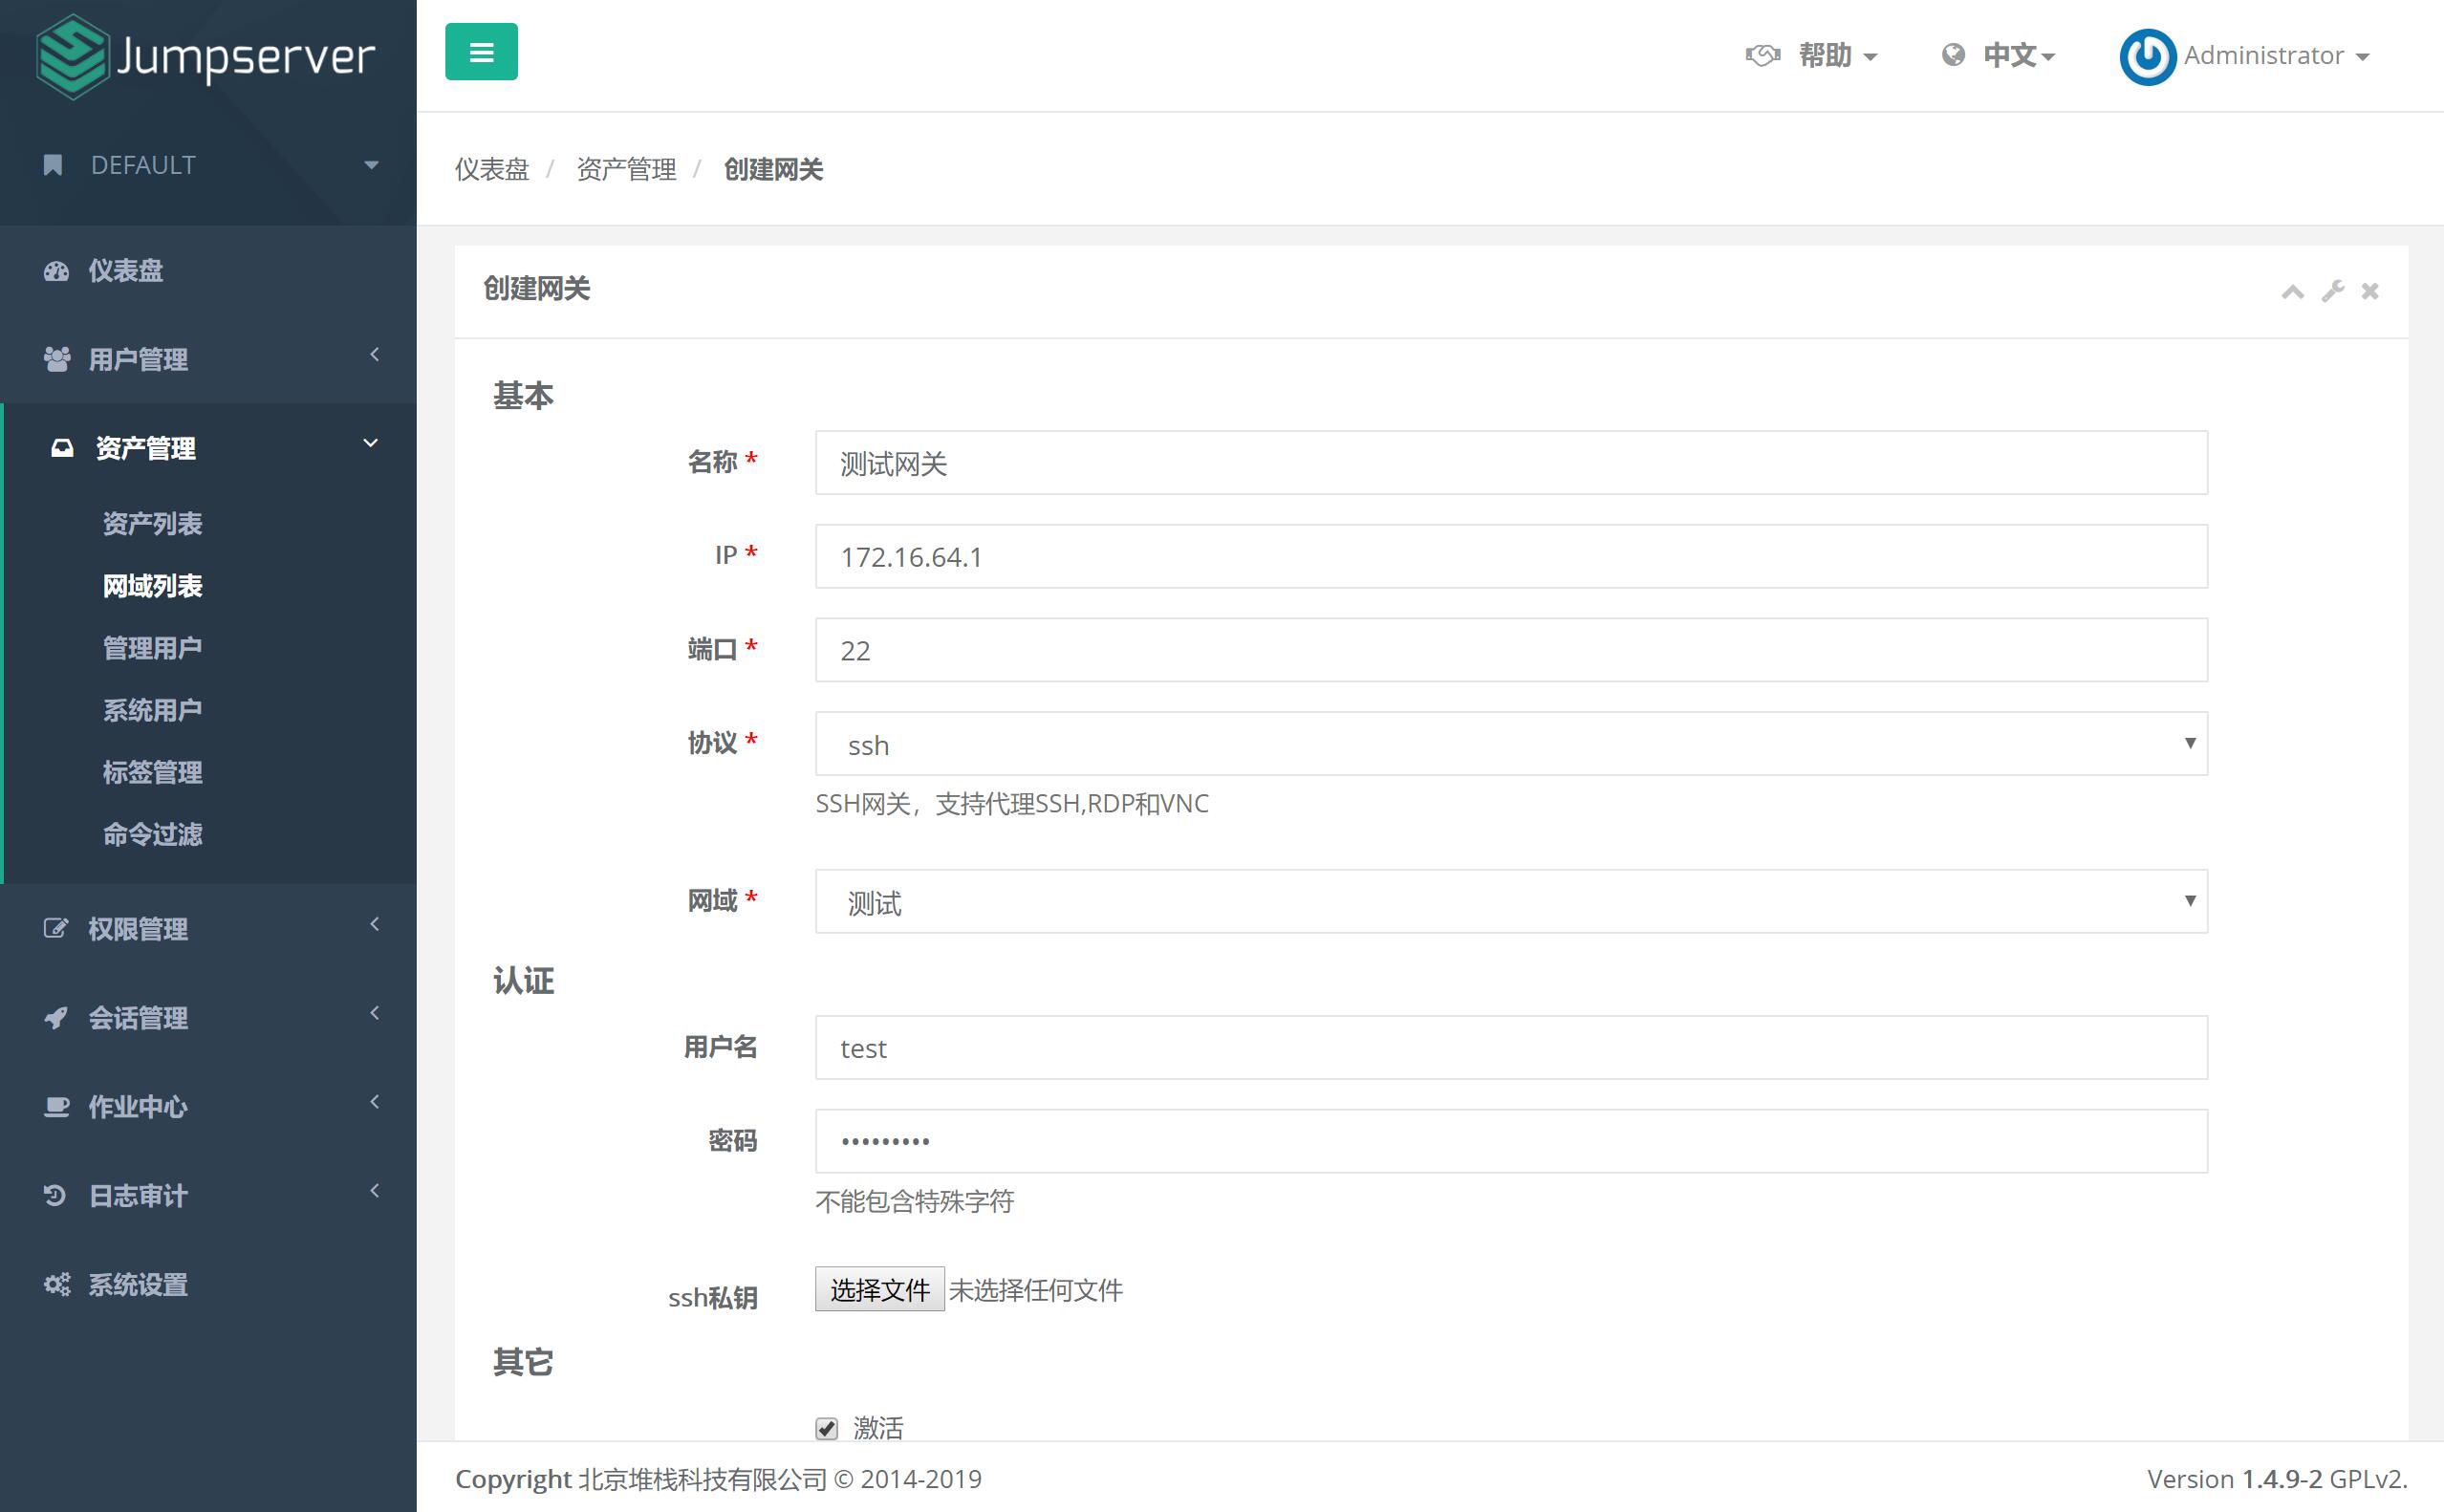 Jumpserver
DEFAULT
仪表盘
用户管理
资产管理
资产列表
网域列表
管理用户
系统用户
标签管理
命令过滤
权限管理
会话管理
作业中心
日志审计
系统设置
帮助
中文
Administrator
仪表盘 / 资产管理 / 创建网关
创建网关
基本
名称 * 测试网关
IP * 172.16.64.1
端口 * 22
协议 * ssh
SSH网关，支持代理SSH,RDP和VNC
网域 * 测试
认证
用户名 test
密码 •••••••••
不能包含特殊字符
ssh私钥 选择文件 未选择任何文件
其它
激活
Copyright 北京堆栈科技有限公司 © 2014-2019
Version 1.4.9-2 GPLv2.